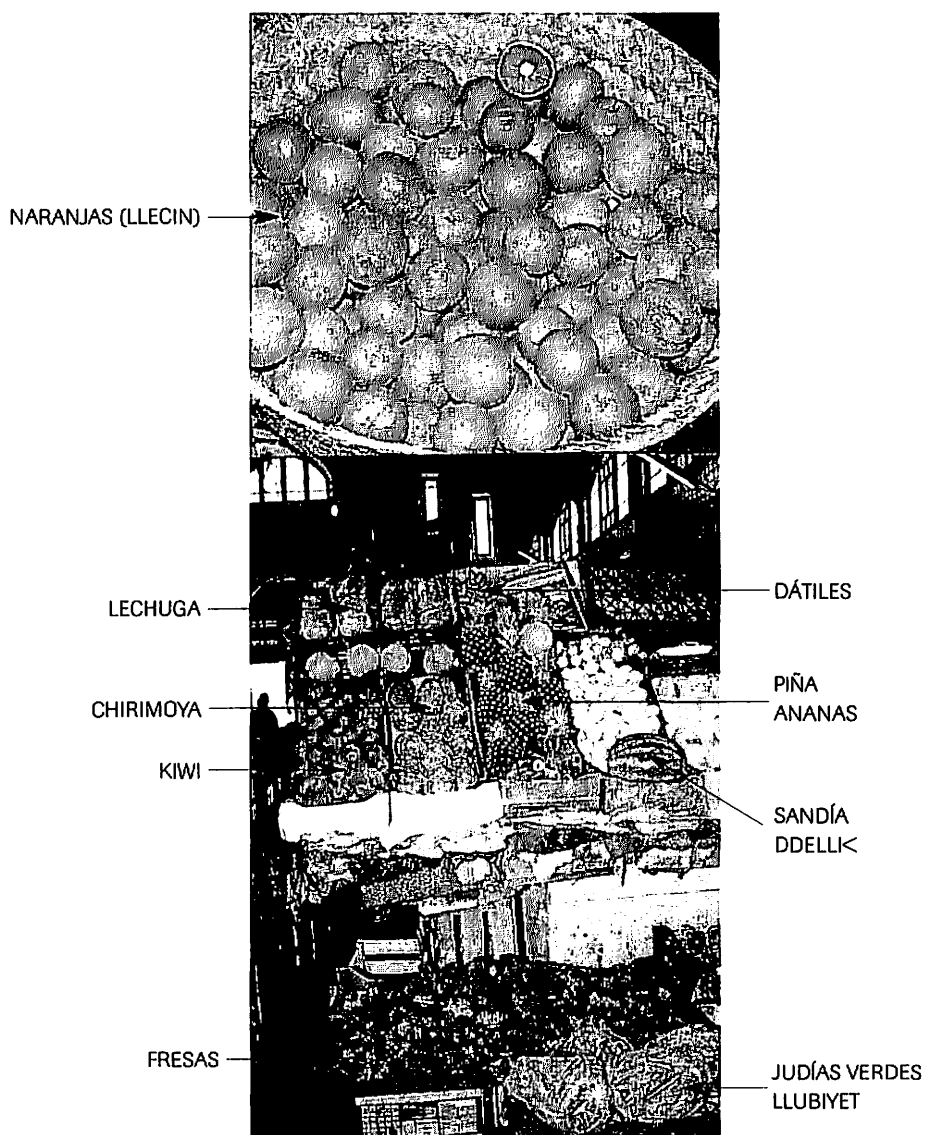 NARANJAS (LLECIN)
LECHUGA
DÁTILES
CHIRIMOYA
PIÑA
ANANAS
KIWI
SANDÍA
DDELLI<
FRESAS
JUDÍAS VERDES
LLUBIYET